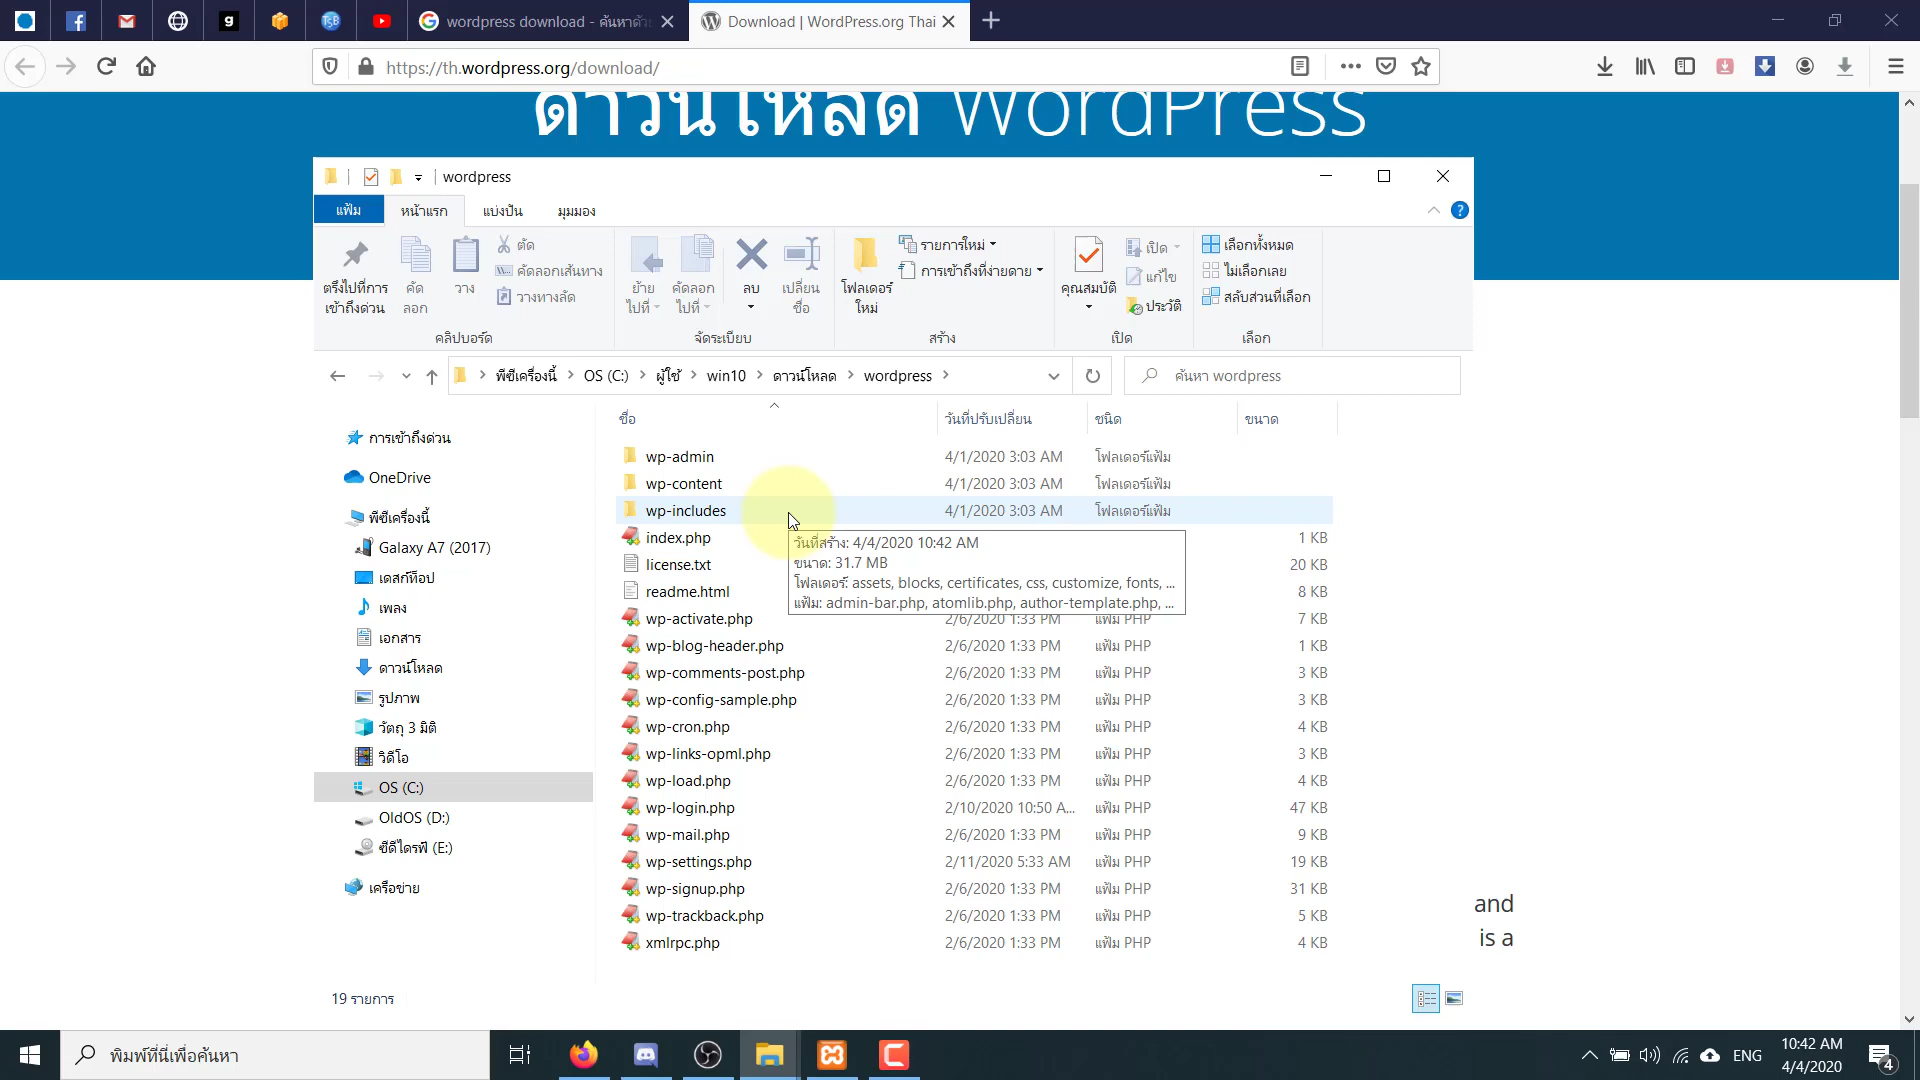 wordpress download - ค้นหาด้วย
Download | WordPress.org Thai
https://th.wordpress.org/download/
ดาวน์โหลด WordPress
wordpress
แฟ้ม
หน้าแรก
แบ่งปัน
มุมมอง
ตรึงไปที่การ
เข้าถึงด่วน
คัด
ลอก
วาง
ตัด
คัดลอกเส้นทาง
วางทางลัด
คลิปบอร์ด
ย้าย
ไปที่
คัดลอก
ไปที่
ลบ
เปลี่ยน
ชื่อ
จัดระเบียบ
โฟลเดอร์
ใหม่
รายการใหม่
การเข้าถึงที่ง่ายดาย
สร้าง
คุณสมบัติ
เปิด
แก้ไข
ประวัติ
เปิด
เลือกทั้งหมด
ไม่เลือกเลย
สลับส่วนที่เลือก
เลือก
พีซีเครื่องนี้ > OS (C:) > ผู้ใช้ > win10 > ดาวน์โหลด > wordpress >
ค้นหา wordpress
การเข้าถึงด่วน
OneDrive
พีซีเครื่องนี้
Galaxy A7 (2017)
เดสก์ท็อป
เพลง
เอกสาร
ดาวน์โหลด
รูปภาพ
วัตถุ 3 มิติ
วิดีโอ
OS (C:)
OldOS (D:)
ซีดีไดรฟ์ (E:)
เครือข่าย
ชื่อ วันที่ปรับเปลี่ยน ชนิด ขนาด
wp-admin 4/1/2020 3:03 AM โฟลเดอร์แฟ้ม
wp-content 4/1/2020 3:03 AM โฟลเดอร์แฟ้ม
wp-includes 4/1/2020 3:03 AM โฟลเดอร์แฟ้ม
index.php 1 KB
license.txt 20 KB
readme.html 8 KB
วันที่สร้าง: 4/4/2020 10:42 AM
ขนาด: 31.7 MB
โฟลเดอร์: assets, blocks, certificates, css, customize, fonts, ...
แฟ้ม: admin-bar.php, atomlib.php, author-template.php, ...
wp-activate.php 2/6/2020 1:33 PM แฟ้ม PHP 7 KB
wp-blog-header.php 2/6/2020 1:33 PM แฟ้ม PHP 1 KB
wp-comments-post.php 2/6/2020 1:33 PM แฟ้ม PHP 3 KB
wp-config-sample.php 2/6/2020 1:33 PM แฟ้ม PHP 3 KB
wp-cron.php 2/6/2020 1:33 PM แฟ้ม PHP 4 KB
wp-links-opml.php 2/6/2020 1:33 PM แฟ้ม PHP 3 KB
wp-load.php 2/6/2020 1:33 PM แฟ้ม PHP 4 KB
wp-login.php 2/10/2020 10:50 A... แฟ้ม PHP 47 KB
wp-mail.php 2/6/2020 1:33 PM แฟ้ม PHP 9 KB
wp-settings.php 2/11/2020 5:33 AM แฟ้ม PHP 19 KB
wp-signup.php 2/6/2020 1:33 PM แฟ้ม PHP 31 KB
wp-trackback.php 2/6/2020 1:33 PM แฟ้ม PHP 5 KB
xmlrpc.php 2/6/2020 1:33 PM แฟ้ม PHP 4 KB
and
is a
19 รายการ
พิมพ์ที่นี่เพื่อค้นหา
ENG
10:42 AM
4/4/2020
4